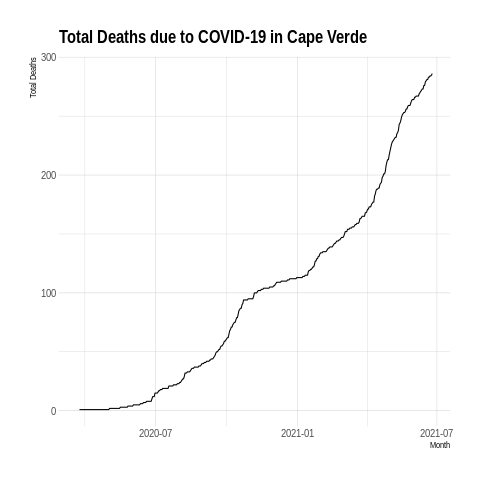 Total Deaths due to COVID-19 in Cape Verde
Total Deaths
300
200
100
0
2020-07
2021-01
2021-07
Month